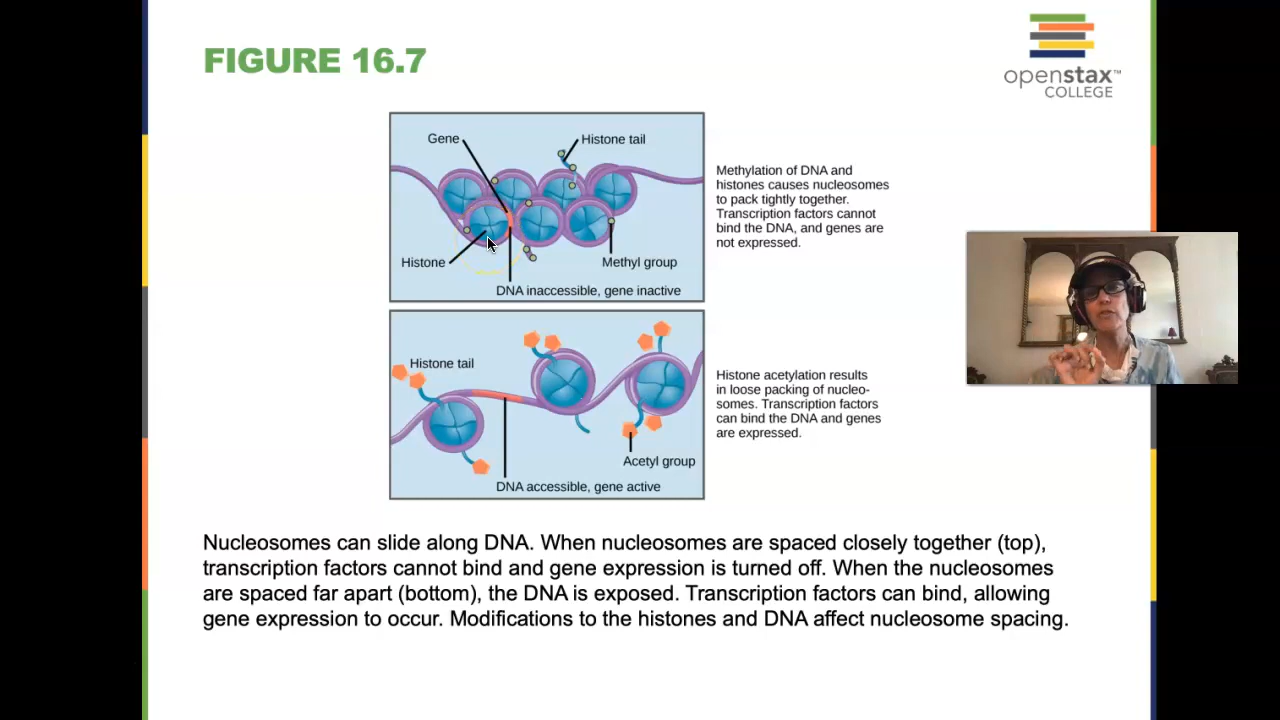 FIGURE 16.7
openstax™
COLLEGE
Gene
Histone tail
Histone
Methyl group
DNA inaccessible, gene inactive
Methylation of DNA and
histones causes nucleosomes
to pack tightly together.
Transcription factors cannot
bind the DNA, and genes are
not expressed.
Histone tail
Acetyl group
DNA accessible, gene active
Histone acetylation results
in loose packing of nucleo-
somes. Transcription factors
can bind the DNA and genes
are expressed.
Nucleosomes can slide along DNA. When nucleosomes are spaced closely together (top),
transcription factors cannot bind and gene expression is turned off. When the nucleosomes
are spaced far apart (bottom), the DNA is exposed. Transcription factors can bind, allowing
gene expression to occur. Modifications to the histones and DNA affect nucleosome spacing.